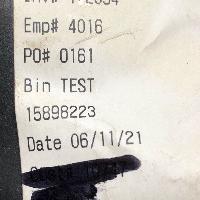 Emp# 4016
PO# 0161
Bin TEST
15898223
Date 06/11/21